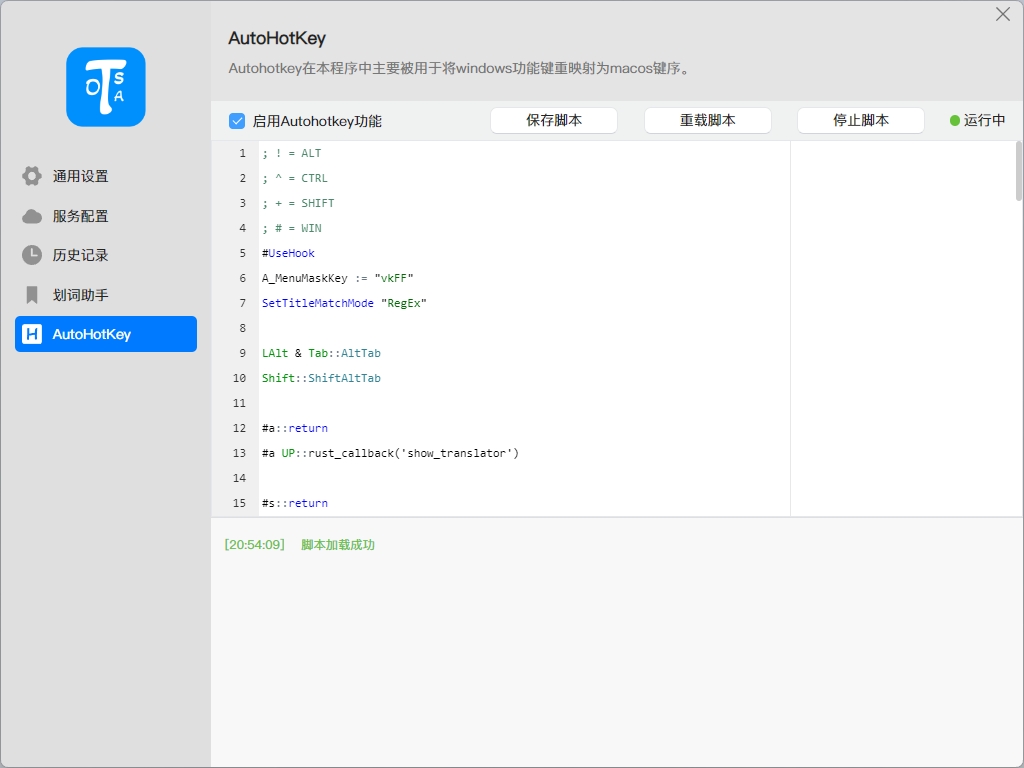 AutoHotKey
Autohotkey在本程序中主要被用于将windows功能键重映射为macos键序。
T
O
S
A
通用设置
服务配置
历史记录
划词助手
AutoHotKey
启用Autohotkey功能
保存脚本
重载脚本
停止脚本
运行中
1 ; ! = ALT
2 ; ^ = CTRL
3 ; + = SHIFT
4 ; # = WIN
5 #UseHook
6 A_MenuMaskKey := "vkFF"
7 SetTitleMatchMode "RegEx"
8
9 LAlt & Tab::AltTab
10 Shift::ShiftAltTab
11
12 #a::return
13 #a UP::rust_callback('show_translator')
14
15 #s::return
[20:54:09] 脚本加载成功